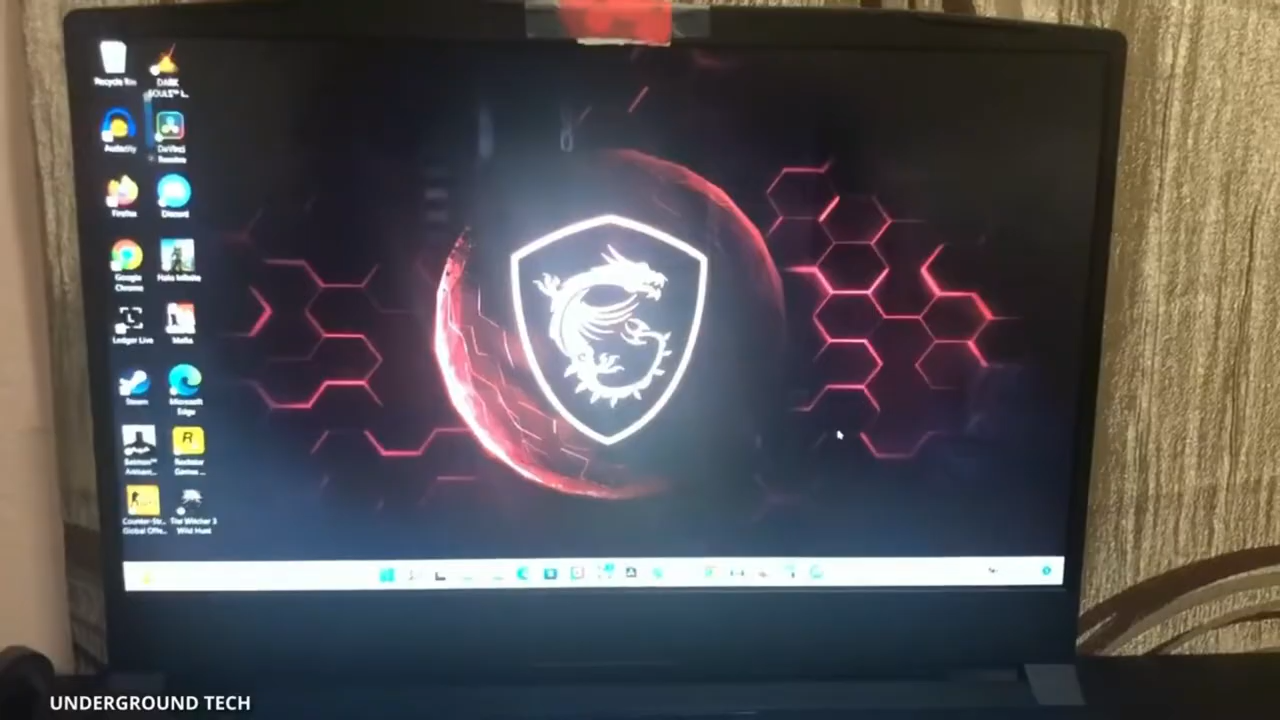 Recycle Bin
DARK
SOULS™ I...
Audacity
DaVinci
Resolve
Firefox
Discord
Google
Chrome
Halo Infinite
Ledger Live
Mafia
Steam
Microsoft
Edge
Batman™
Arkham...
Rockstar
Games ...
Counter-Str...
Global Offe...
The Witcher 3
Wild Hunt
UNDERGROUND TECH